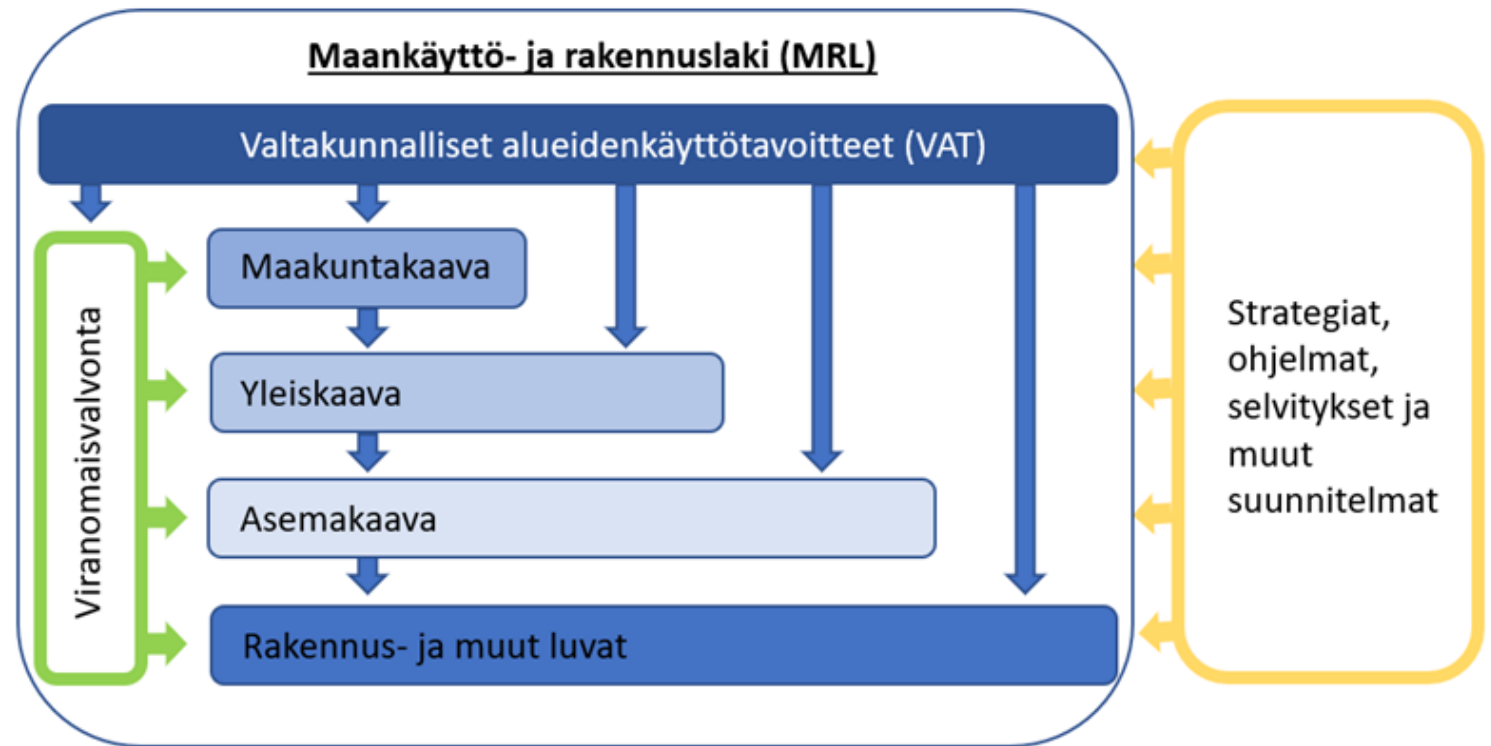 Maankäyttö- ja rakennuslaki (MRL)
Valtakunnalliset alueidenkäyttötavoitteet (VAT)
Viranomaisvalvonta
Maakuntakaava
Yleiskaava
Asemakaava
Rakennus- ja muut luvat
Strategiat,
ohjelmat,
selvitykset ja
muut
suunnitelmat